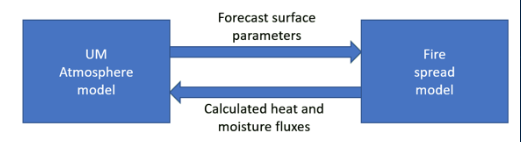 Forecast surface
parameters
UM
Atmosphere
model
Fire
spread
model
Calculated heat and
moisture fluxes